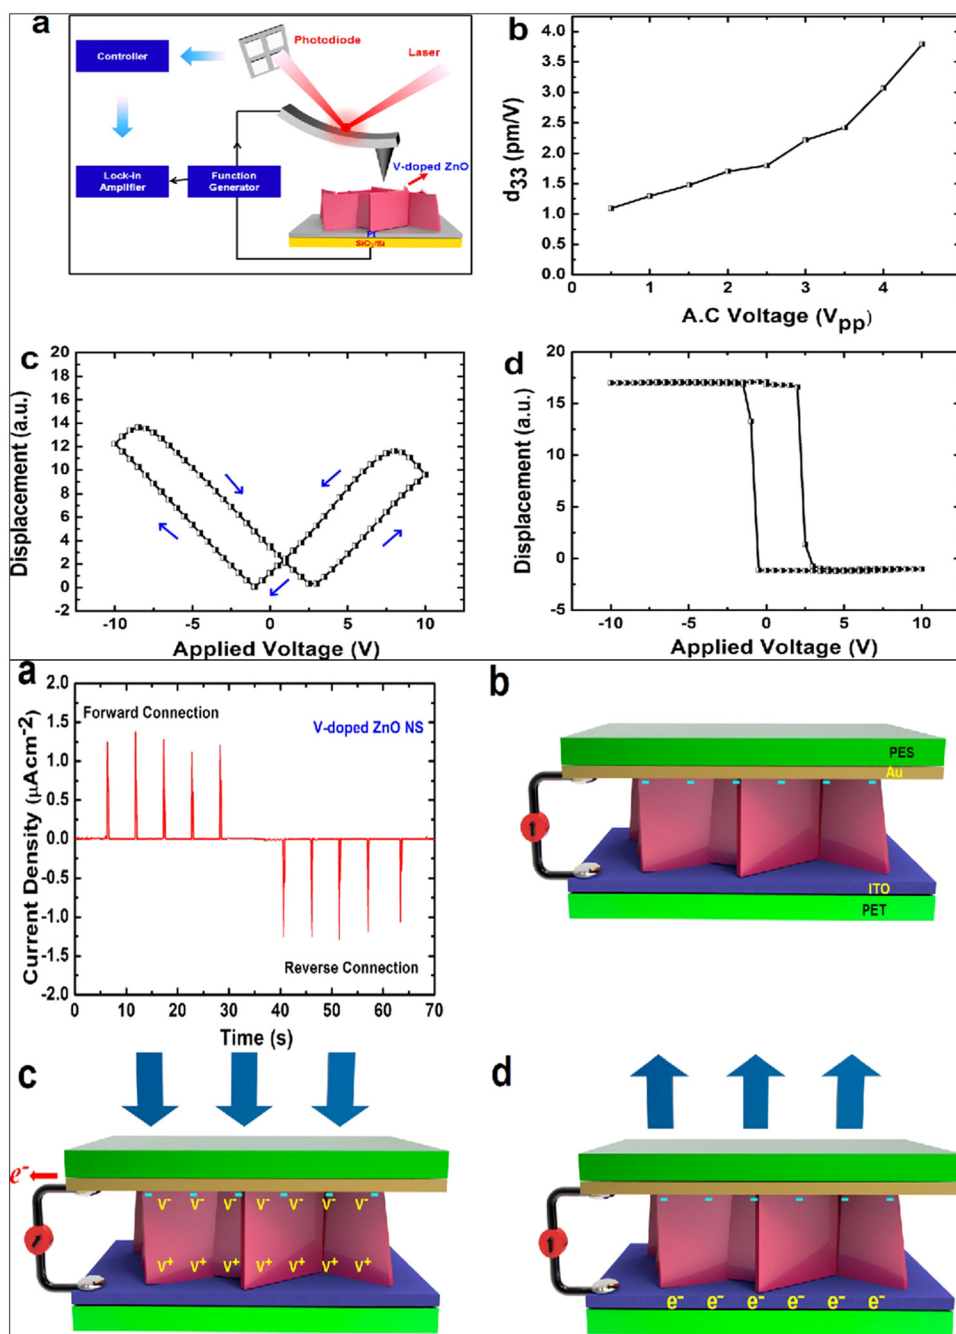 a
Photodiode
Laser
Controller
Lock-in
Amplifier
Function
Generator
V-doped ZnO
Pt
SiO2/Si
b
d33 (pm/V)
4.0
3.5
3.0
2.5
2.0
1.5
1.0
0.5
0.0
0 1 2 3 4
A.C Voltage (Vpp)
c
Displacement (a.u.)
20
18
16
14
12
10
8
6
4
2
0
-2
-10 -5 0 5 10
Applied Voltage (V)
d
Displacement (a.u.)
20
15
10
5
0
-5
-10 -5 0 5 10
Applied Voltage (V)
a
Current Density (µAcm-2)
2.0
1.5
1.0
0.5
0.0
-0.5
-1.0
-1.5
-2.0
Forward Connection
V-doped ZnO NS
Reverse Connection
0 10 20 30 40 50 60 70
Time (s)
b
PES
Au
ITO
PET
c
e-
V- V- V- V- V- V- V-
V+ V+ V+ V+ V+ V+ V+
d
e- e- e- e- e- e-